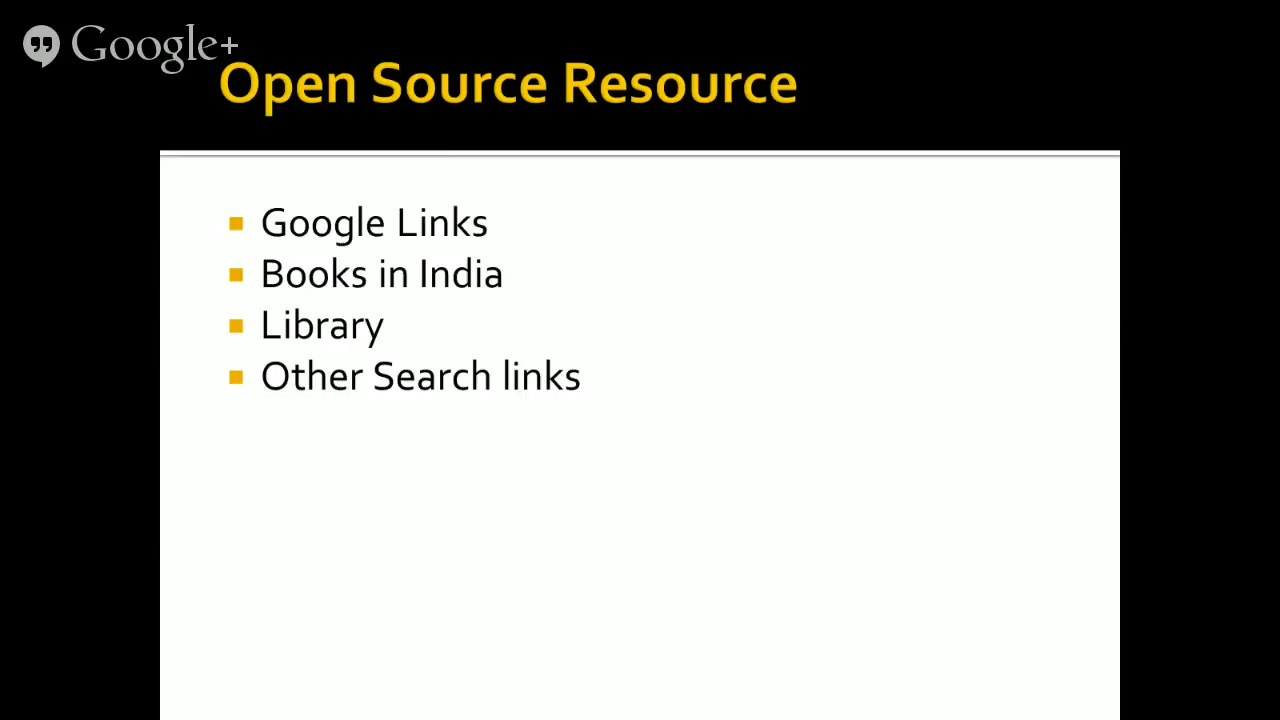 Google+
Open Source Resource
Google Links
Books in India
Library
Other Search links